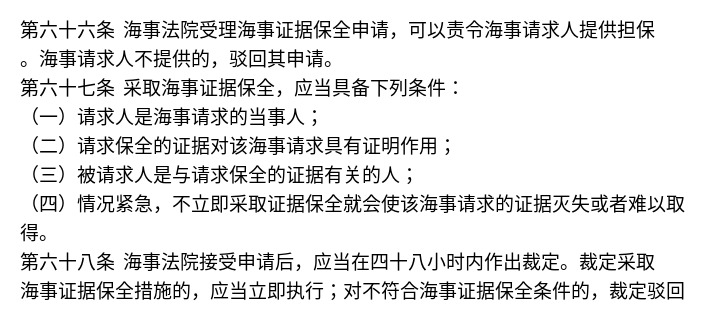 第六十六条 海事法院受理海事证据保全申请，可以责令海事请求人提供担保
。海事请求人不提供的，驳回其申请。
第六十七条 采取海事证据保全，应当具备下列条件：
（一）请求人是海事请求的当事人；
（二）请求保全的证据对该海事请求具有证明作用；
（三）被请求人是与请求保全的证据有关的人；
（四）情况紧急，不立即采取证据保全就会使该海事请求的证据灭失或者难以取
得。
第六十八条 海事法院接受申请后，应当在四十八小时内作出裁定。裁定采取
海事证据保全措施的，应当立即执行；对不符合海事证据保全条件的，裁定驳回